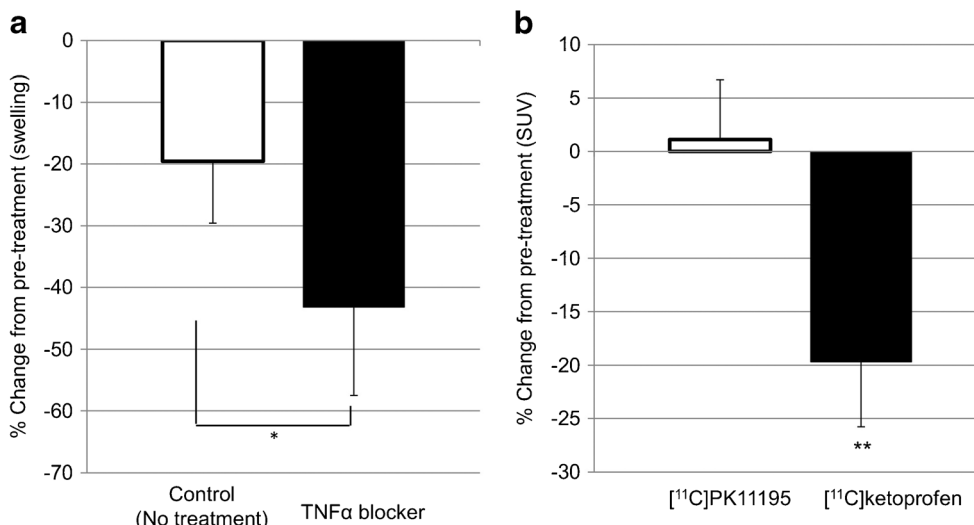 a
% Change from pre-treatment (swelling)
0
-10
-20
-30
-40
-50
-60
-70
*
Control
(No treatment)
TNFα blocker
b
% Change from pre-treatment (SUV)
10
5
0
-5
-10
-15
-20
-25
-30
**
[¹¹C]PK11195
[¹¹C]ketoprofen